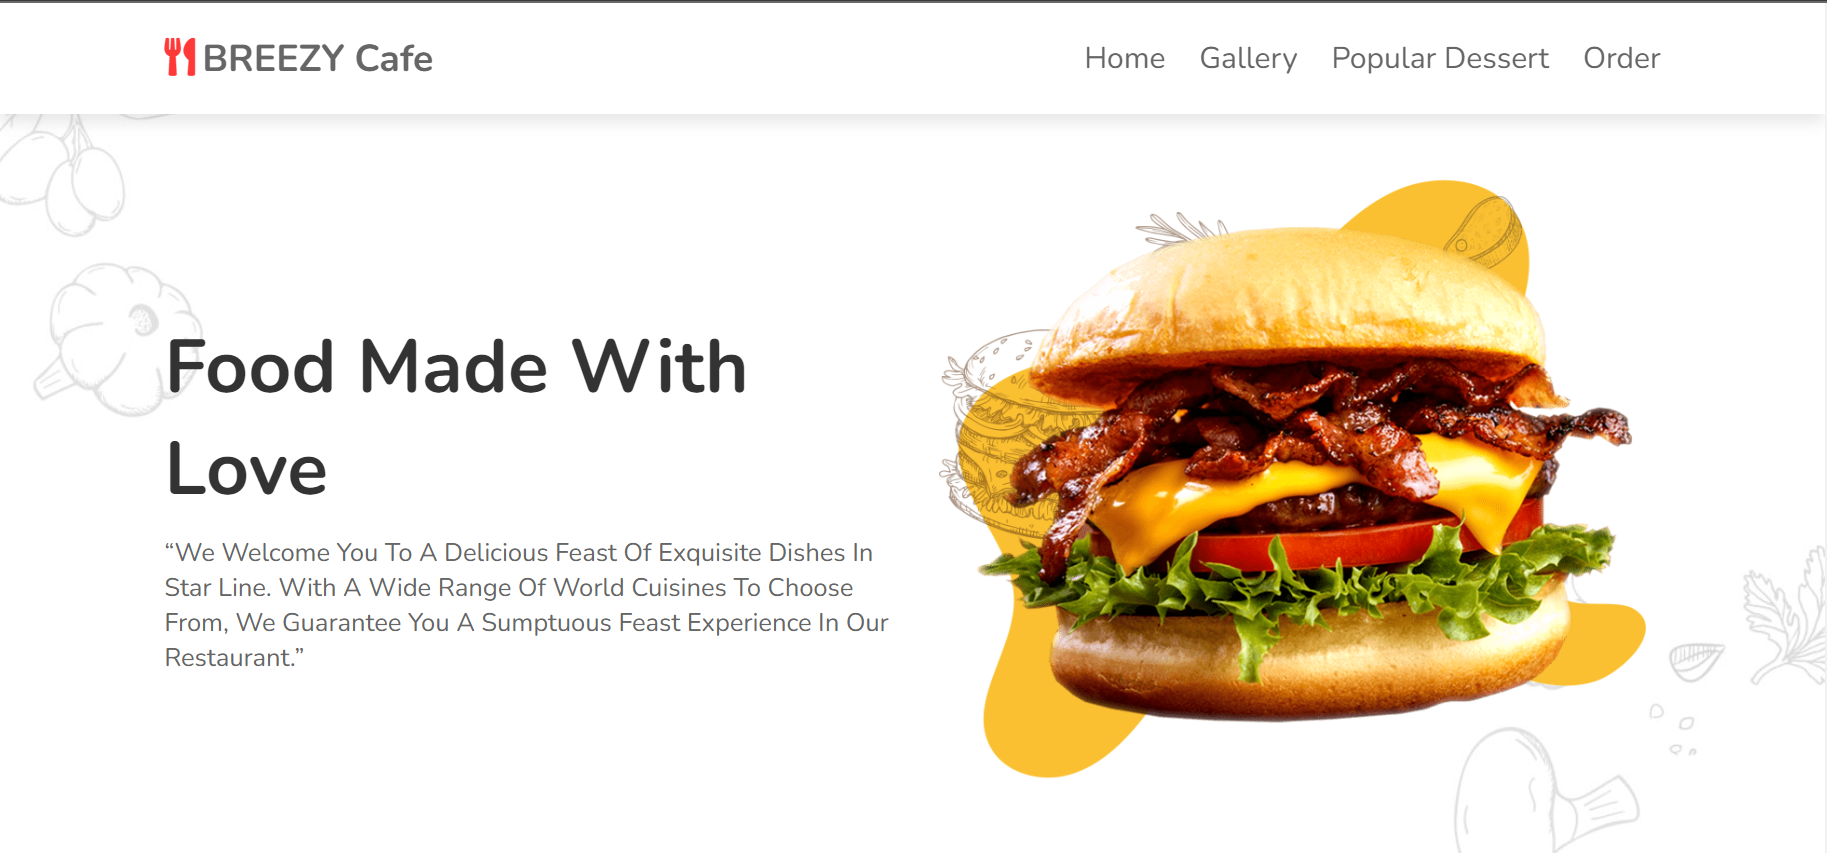 BREEZY Cafe
Home Gallery Popular Dessert Order
Food Made With
Love
“We Welcome You To A Delicious Feast Of Exquisite Dishes In
Star Line. With A Wide Range Of World Cuisines To Choose
From, We Guarantee You A Sumptuous Feast Experience In Our
Restaurant.”